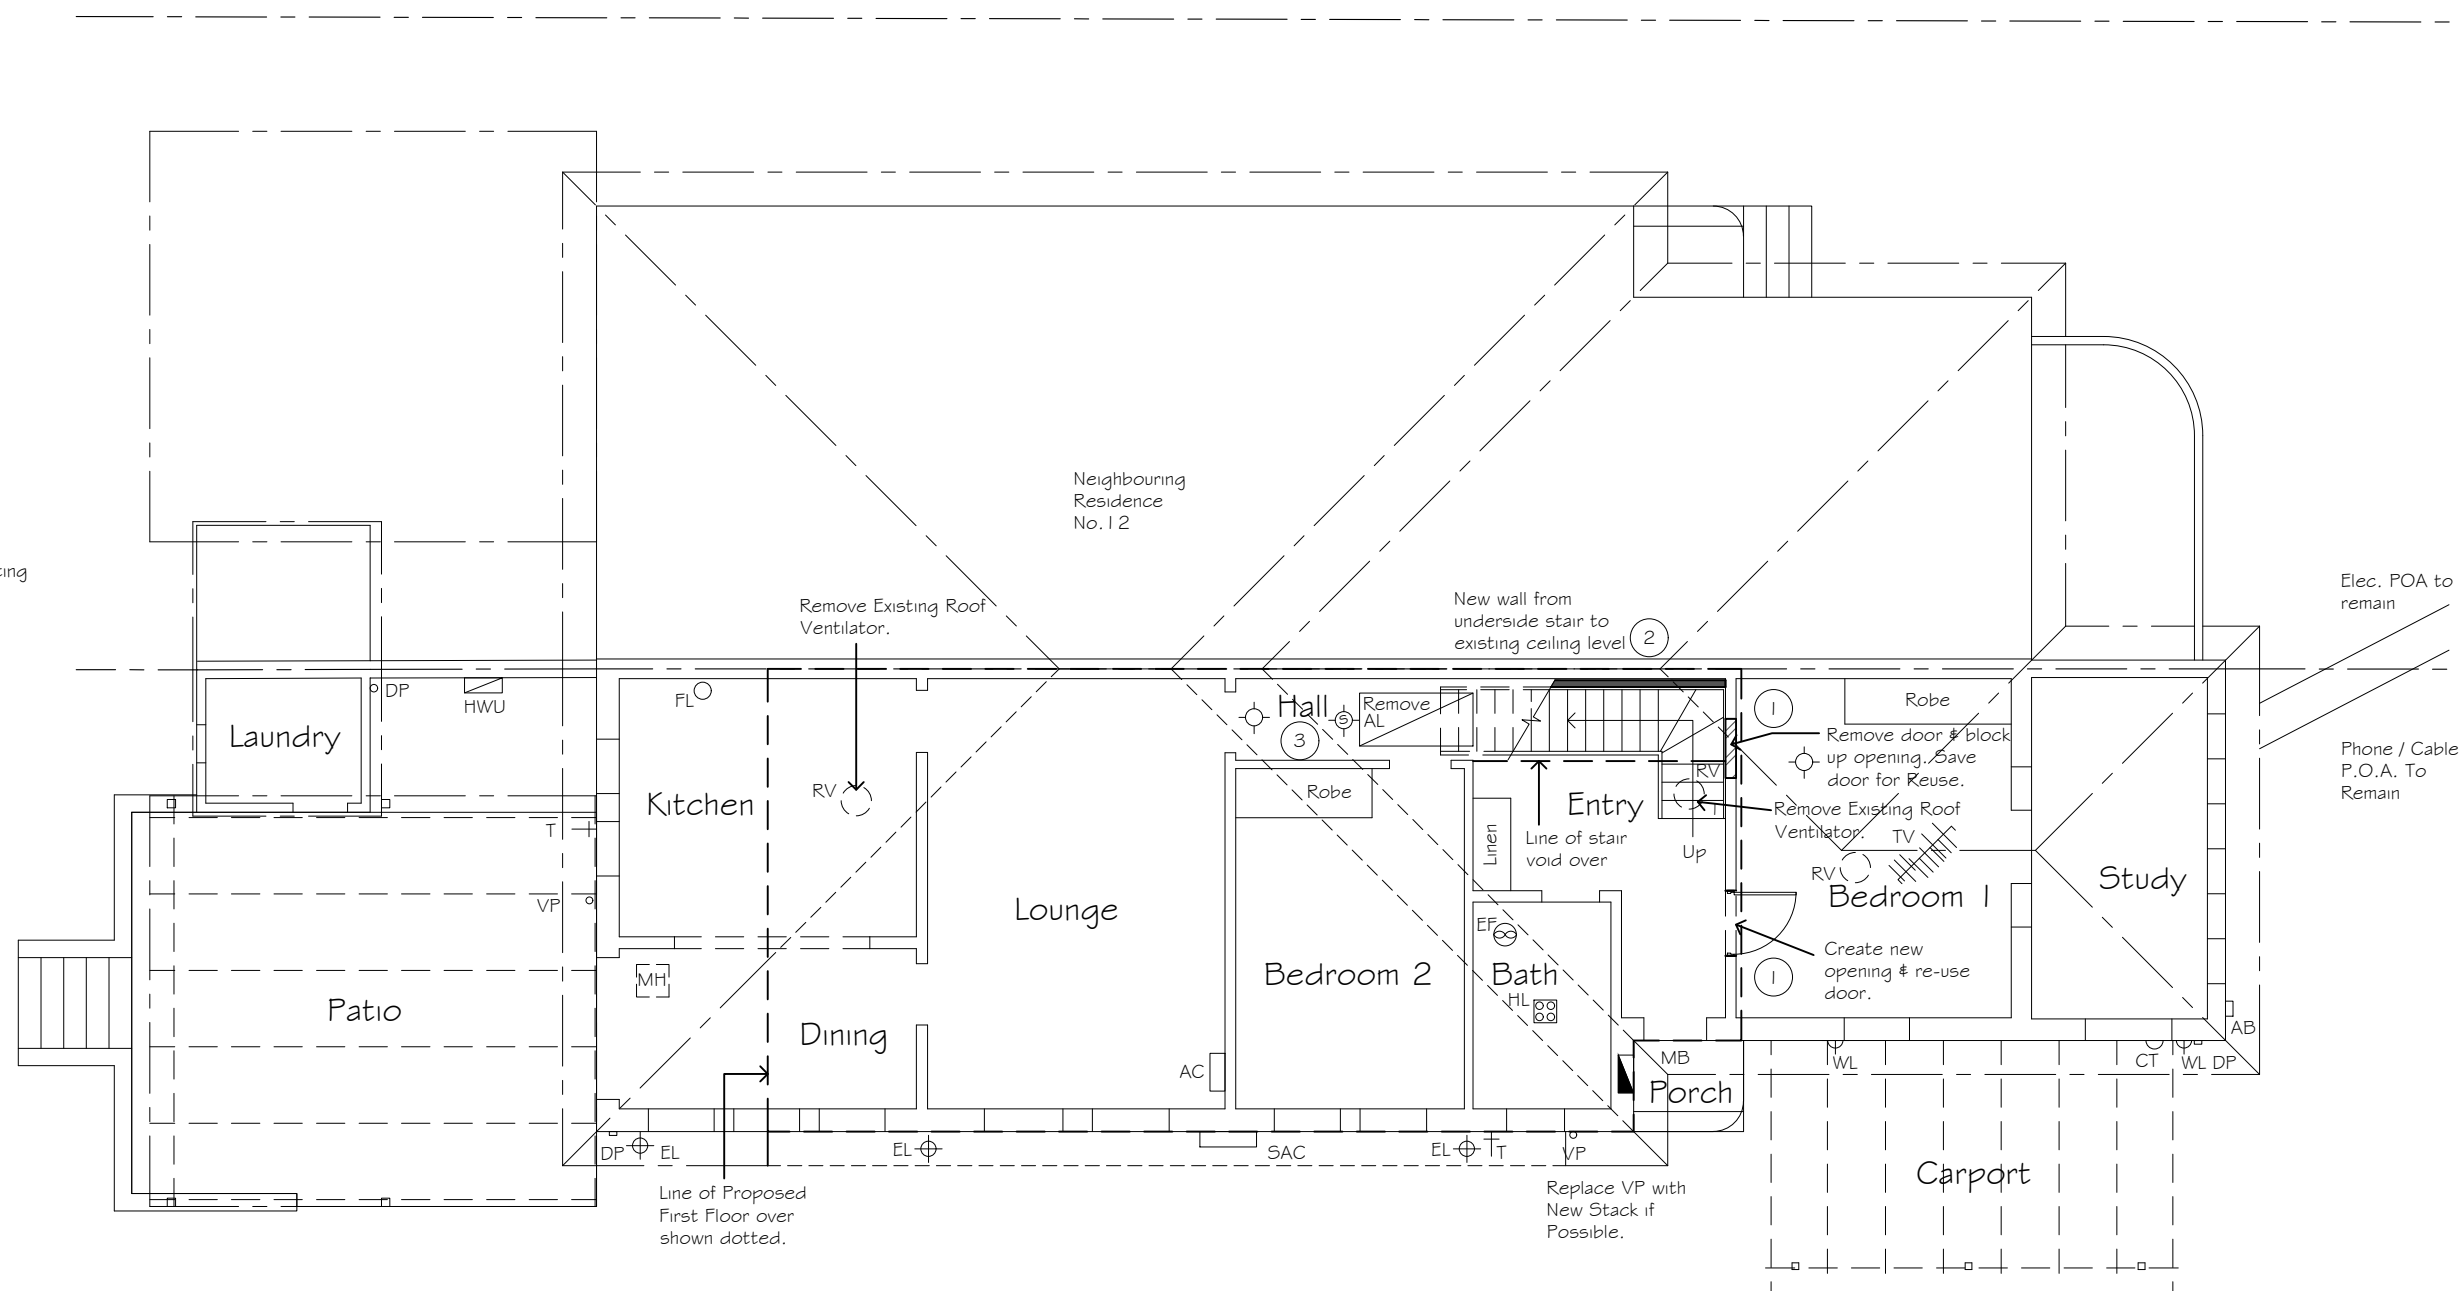 Neighbouring
Residence
No.12
Elec. POA to
remain
Remove Existing Roof
Ventilator.
New wall from
underside stair to
existing ceiling level
2
FL
DP
HWU
Laundry
Hall
3
S
Remove
AL
1
Robe
Remove door & block
up opening. Save
door for Reuse.
Phone / Cable
P.O.A. To
Remain
RV
Kitchen
RV
Robe
Entry
Remove Existing Roof
Ventilator.
TV
T
Linen
Line of stair
void over
Up
RV
Bedroom 1
Study
VP
Lounge
EF
Create new
opening & re-use
door.
1
MH
Bedroom 2
Bath
HL
Patio
Dining
AC
MB
Porch
WL
CT
WL
DP
AB
DP
EL
EL
SAC
EL
T
VP
Carport
Line of Proposed
First Floor over
shown dotted.
Replace VP with
New Stack if
Possible.